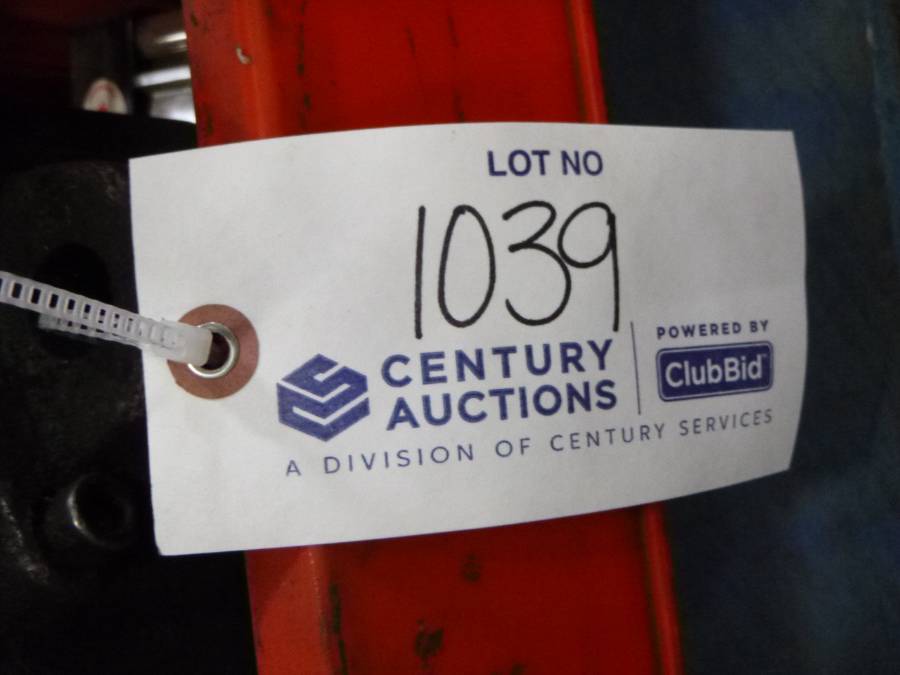 LOT NO
1039
CENTURY
AUCTIONS
POWERED BY
ClubBid
A DIVISION OF CENTURY SERVICES